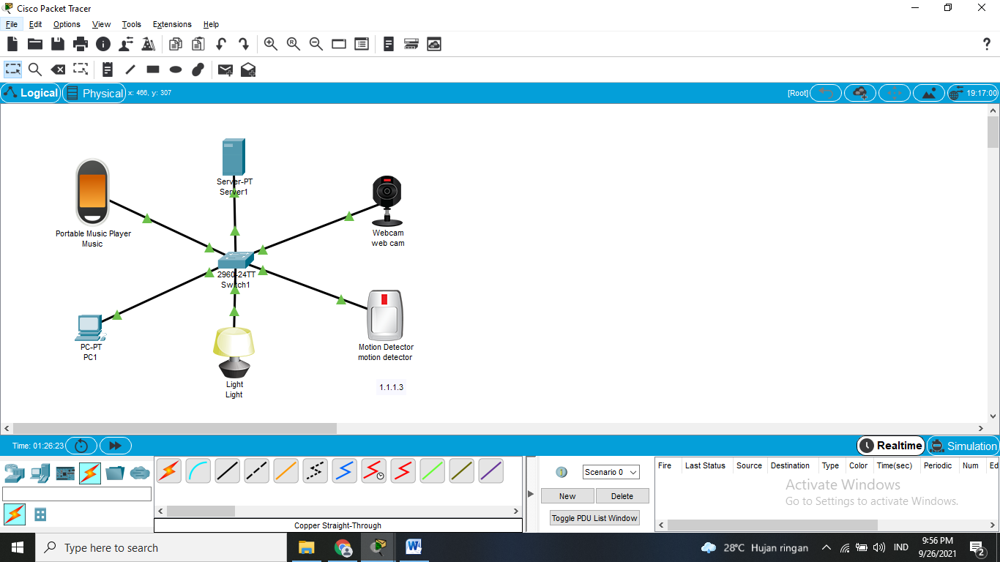 Cisco Packet Tracer
File Edit Options View Tools Extensions Help
Logical Physical x: 466, y: 307 [Root] 19:17:00
Server-PT
Server1
Portable Music Player
Music
Webcam
web cam
2960-24TT
Switch1
PC-PT
PC1
Motion Detector
motion detector
Light
Light
1.1.1.3
Time: 01:26:23 Realtime Simulation
Scenario 0
New Delete
Toggle PDU List Window
Fire Last Status Source Destination Type Color Time(sec) Periodic Num Ed
Activate Windows
Go to Settings to activate Windows.
Copper Straight-Through
Type here to search
28°C Hujan ringan IND
9:56 PM
9/26/2021
2